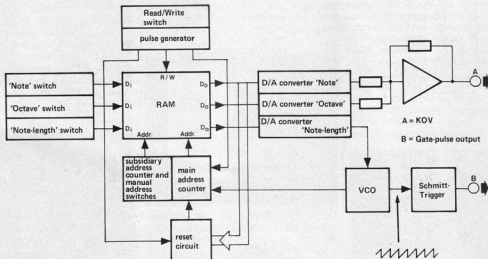 Read/Write
switch
pulse generator
R / W
'Note' switch
'Octave' switch
'Note-length' switch
Di
Di
Di
RAM
Do
Do
Do
Addr.
Addr.
D/A converter 'Note'
D/A converter 'Octave'
D/A converter
'Note-length'
A
A = KOV
B = Gate-pulse output
subsidiary
address
counter and
manual
address
switches
main
address
counter
VCO
Schmitt-
Trigger
B
reset
circuit